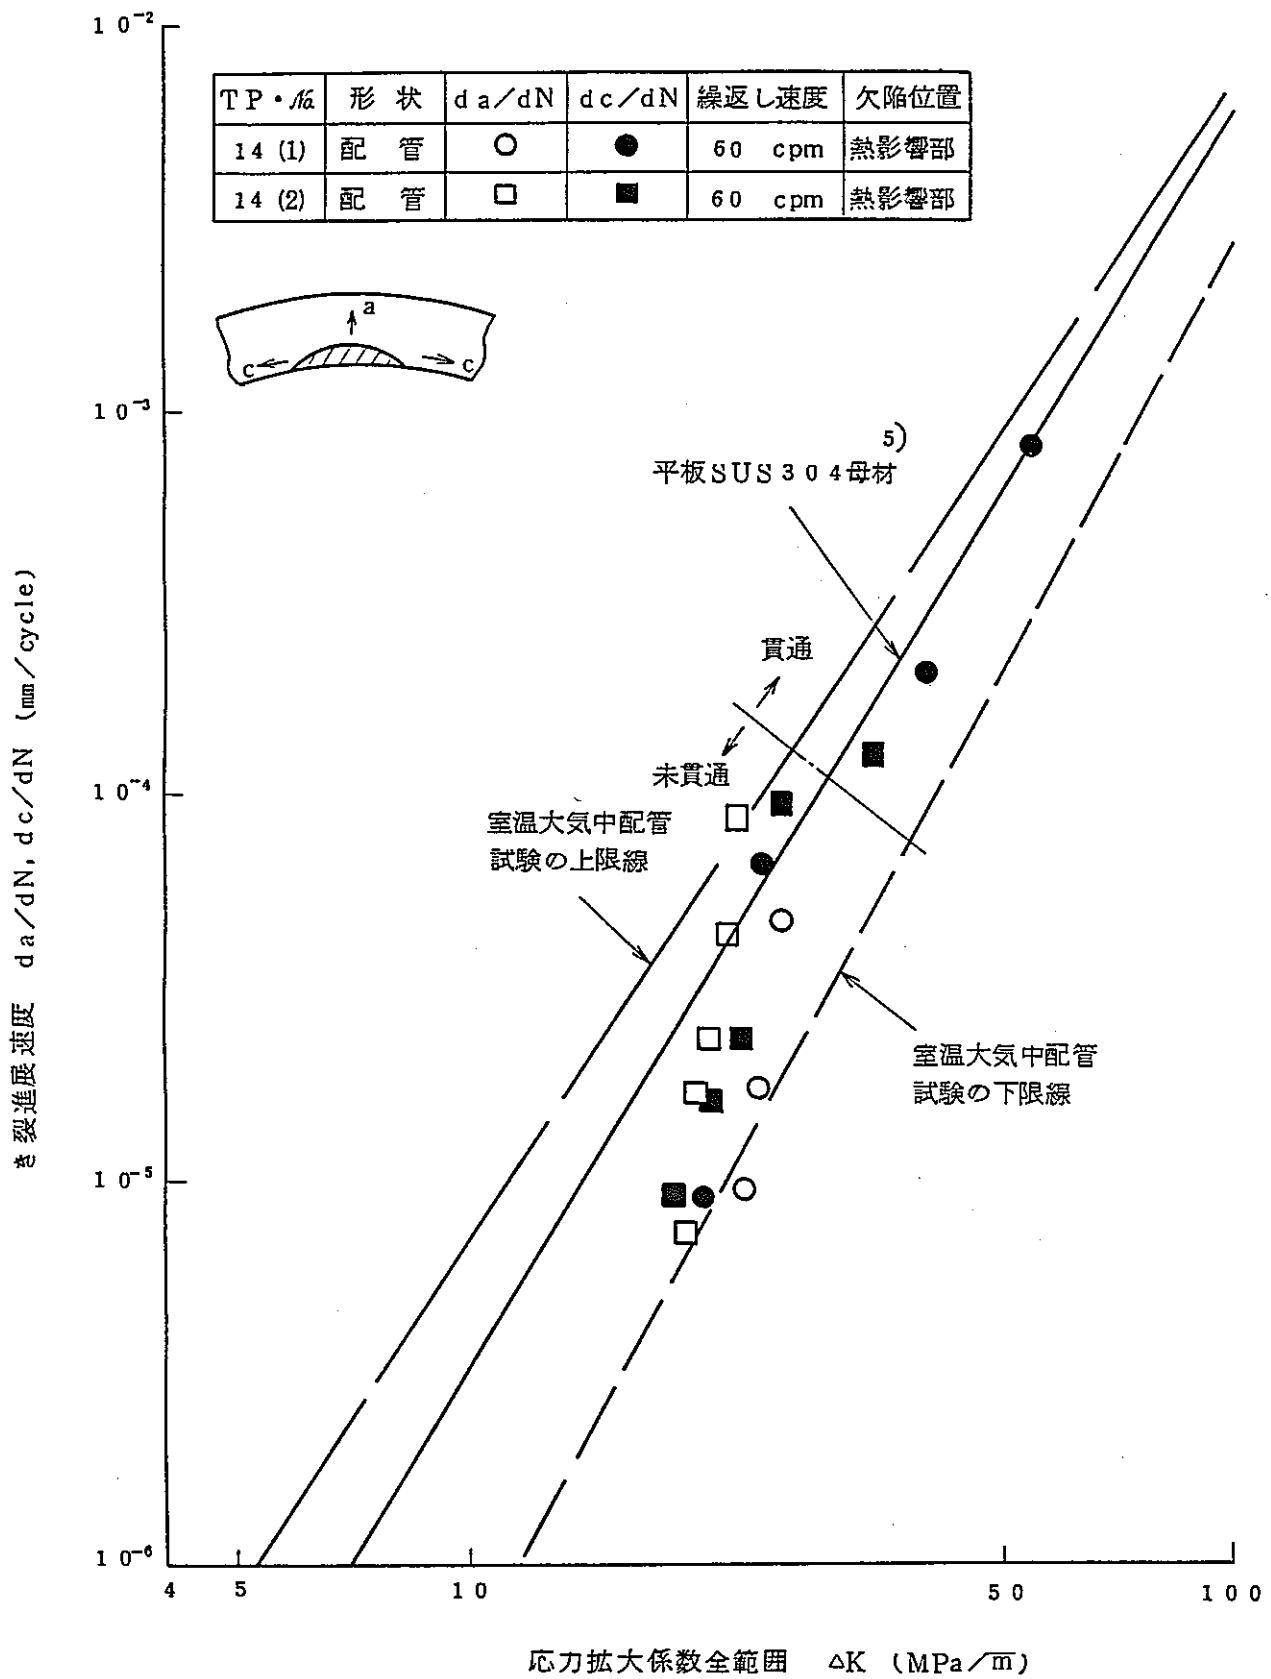 10⁻²
TP・№ 形 状 da/dN dc/dN 繰返し速度 欠陥位置
14 (1) 配 管 ○ ● 60 cpm 熱影響部
14 (2) 配 管 □ ■ 60 cpm 熱影響部
a
c c
10⁻³
5)
平板SUS304母材
貫通
未貫通
10⁻⁴
室温大気中配管
試験の上限線
室温大気中配管
試験の下限線
10⁻⁵
10⁻⁶
4 5 10 50 100
き裂進展速度 da/dN, dc/dN (mm/cycle)
応力拡大係数全範囲 ΔK (MPa√m)